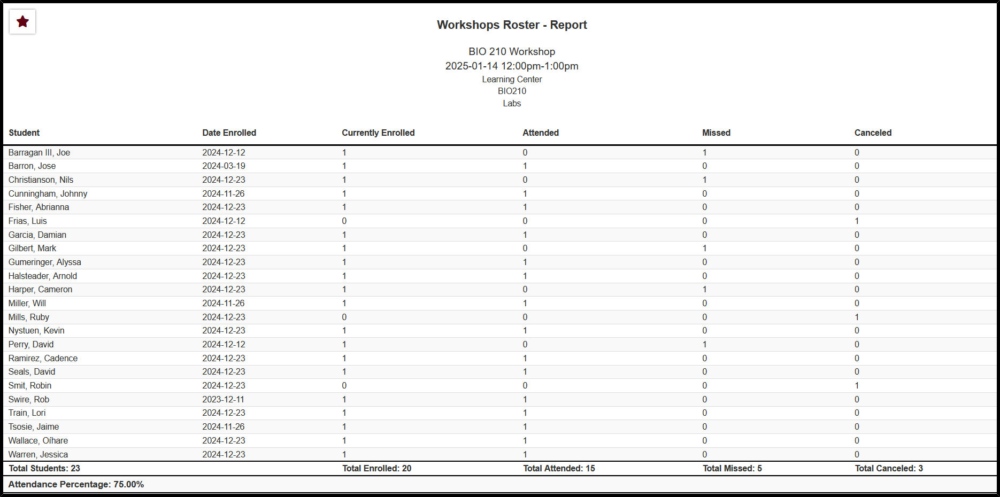 Workshops Roster - Report
BIO 210 Workshop
2025-01-14 12:00pm-1:00pm
Learning Center
BIO210
Labs
Student Date Enrolled Currently Enrolled Attended Missed Canceled
Barragan III, Joe 2024-12-12 1 0 1 0
Barron, Jose 2024-03-19 1 1 0 0
Christianson, Nils 2024-12-23 1 0 1 0
Cunningham, Johnny 2024-11-26 1 1 0 0
Fisher, Abrianna 2024-12-23 1 1 0 0
Frias, Luis 2024-12-12 0 0 0 1
Garcia, Damian 2024-12-23 1 1 0 0
Gilbert, Mark 2024-12-23 1 0 1 0
Gumeringer, Alyssa 2024-12-23 1 1 0 0
Halsteader, Arnold 2024-12-23 1 1 0 0
Harper, Cameron 2024-12-23 1 0 1 0
Miller, Will 2024-11-26 1 1 0 0
Mills, Ruby 2024-12-23 0 0 0 1
Nystuen, Kevin 2024-12-23 1 1 0 0
Perry, David 2024-12-12 1 0 1 0
Ramirez, Cadence 2024-12-23 1 1 0 0
Seals, David 2024-12-23 1 1 0 0
Smit, Robin 2024-12-23 0 0 0 1
Swire, Rob 2023-12-11 1 1 0 0
Train, Lori 2024-12-23 1 1 0 0
Tsosie, Jaime 2024-11-26 1 1 0 0
Wallace, Oíhare 2024-12-23 1 1 0 0
Warren, Jessica 2024-12-23 1 1 0 0
Total Students: 23 Total Enrolled: 20 Total Attended: 15 Total Missed: 5 Total Canceled: 3
Attendance Percentage: 75.00%